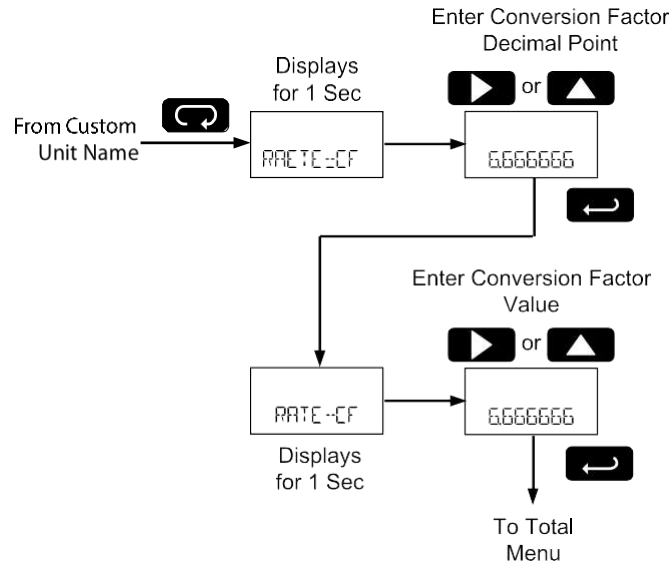 Enter Conversion Factor
Decimal Point
Displays
for 1 Sec
or
From Custom
Unit Name
RAETE-CF
6.666666
Enter Conversion Factor
Value
or
RATE-CF
6.666666
Displays
for 1 Sec
To Total
Menu